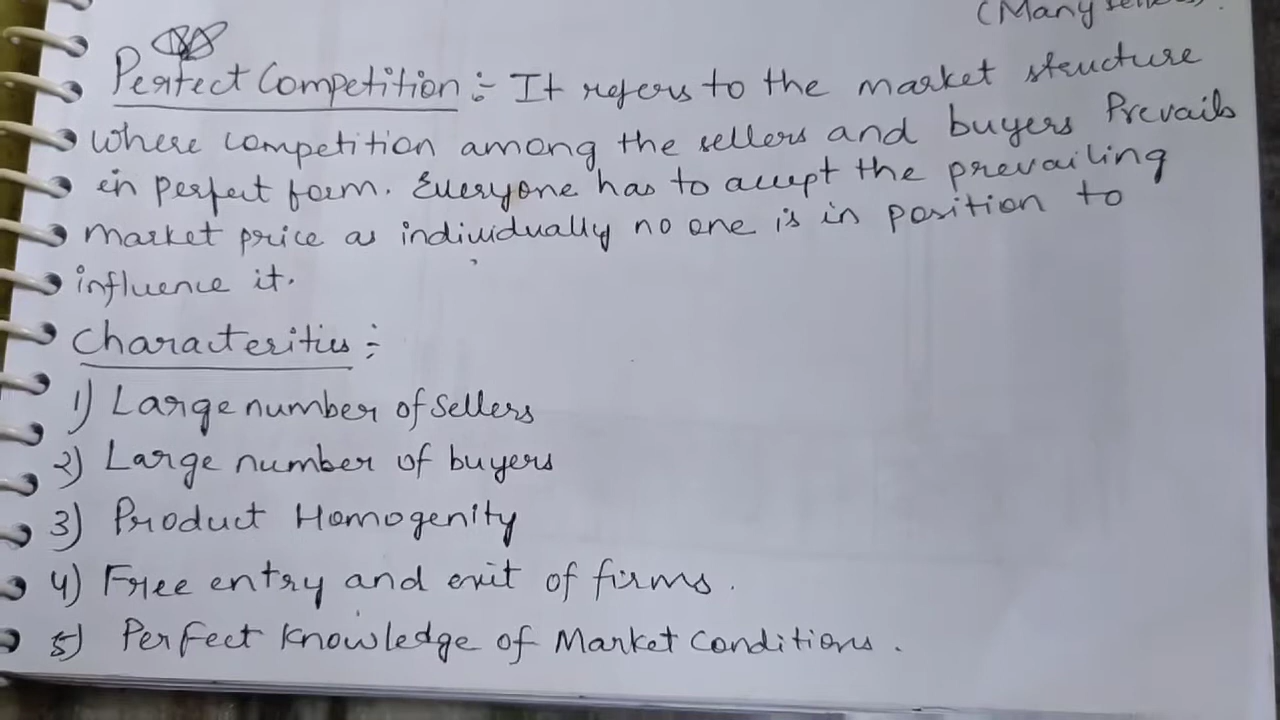 (Many sellers).
Perfect Competition :- It refers to the market structure
where competition among the sellers and buyers Prevails
in perfect form. Everyone has to accept the prevailing
market price as individually no one is in position to
influence it.
Characterities :-
1) Large number of Sellers
2) Large number of buyers
3) Product Homogenity
4) Free entry and exit of firms.
5) Perfect Knowledge of Market Conditions.